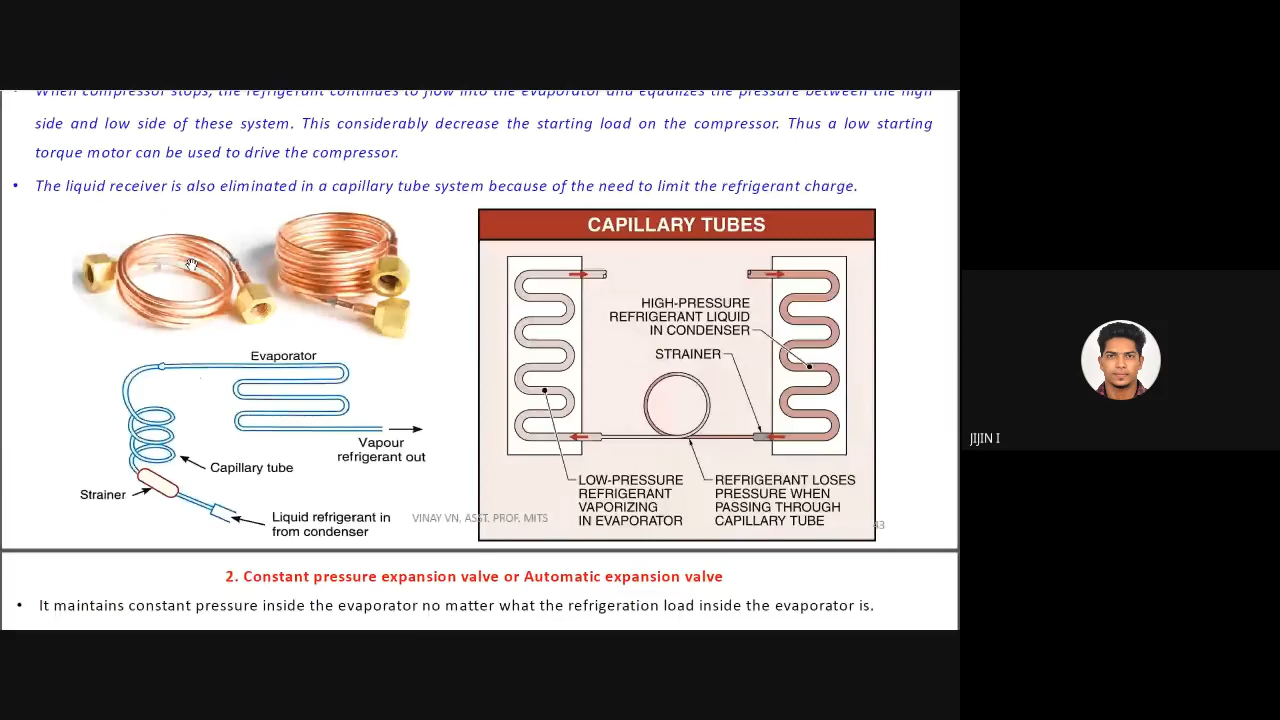 • When compressor stops, the refrigerant continues to flow into the evaporator and equalizes the pressure between the high
side and low side of these system. This considerably decrease the starting load on the compressor. Thus a low starting
torque motor can be used to drive the compressor.
• The liquid receiver is also eliminated in a capillary tube system because of the need to limit the refrigerant charge.
Evaporator
Vapour
refrigerant out
Capillary tube
Strainer
Liquid refrigerant in
from condenser
CAPILLARY TUBES
HIGH-PRESSURE
REFRIGERANT LIQUID
IN CONDENSER
STRAINER
LOW-PRESSURE
REFRIGERANT
VAPORIZING
IN EVAPORATOR
REFRIGERANT LOSES
PRESSURE WHEN
PASSING THROUGH
CAPILLARY TUBE
VINAY VN, ASST. PROF, MITS
JIJIN I
2. Constant pressure expansion valve or Automatic expansion valve
• It maintains constant pressure inside the evaporator no matter what the refrigeration load inside the evaporator is.